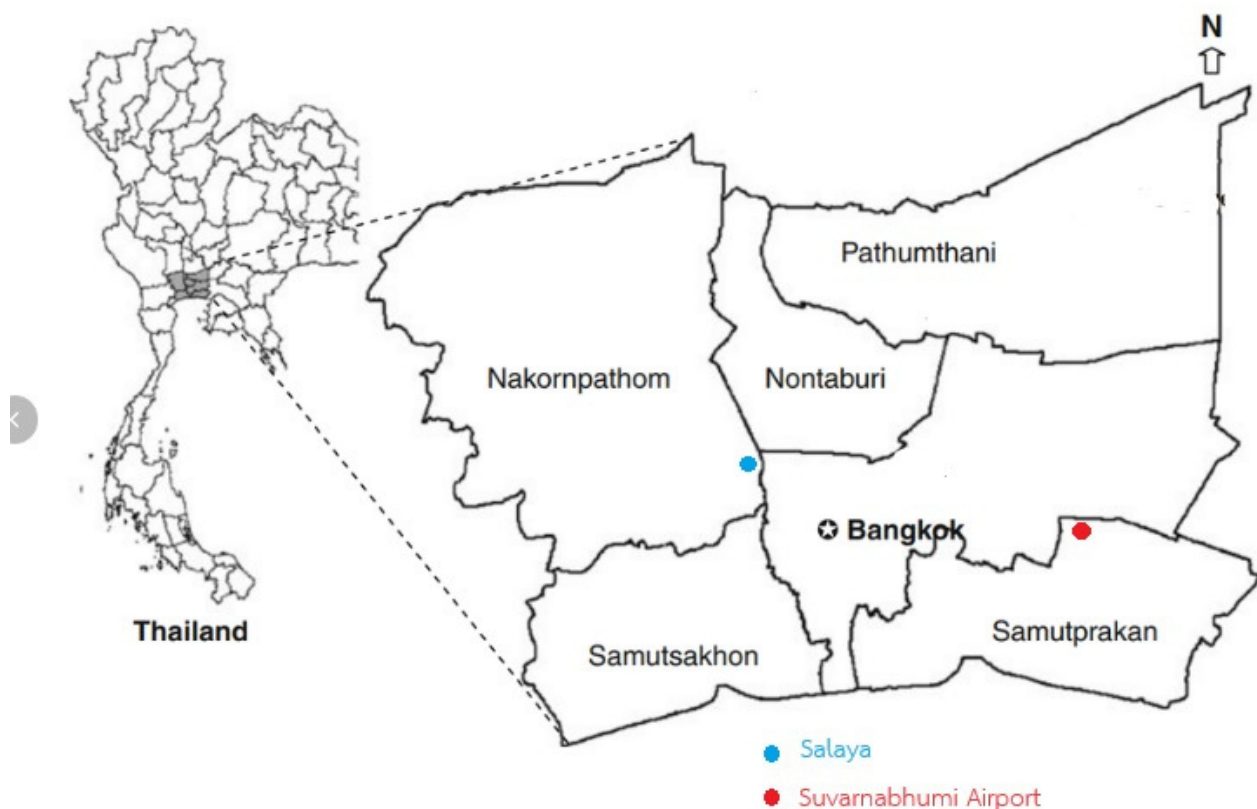 N
Pathumthani
Nakornpathom
Nontaburi
Bangkok
Thailand
Samutsakhon
Samutprakan
Salaya
Suvarnabhumi Airport